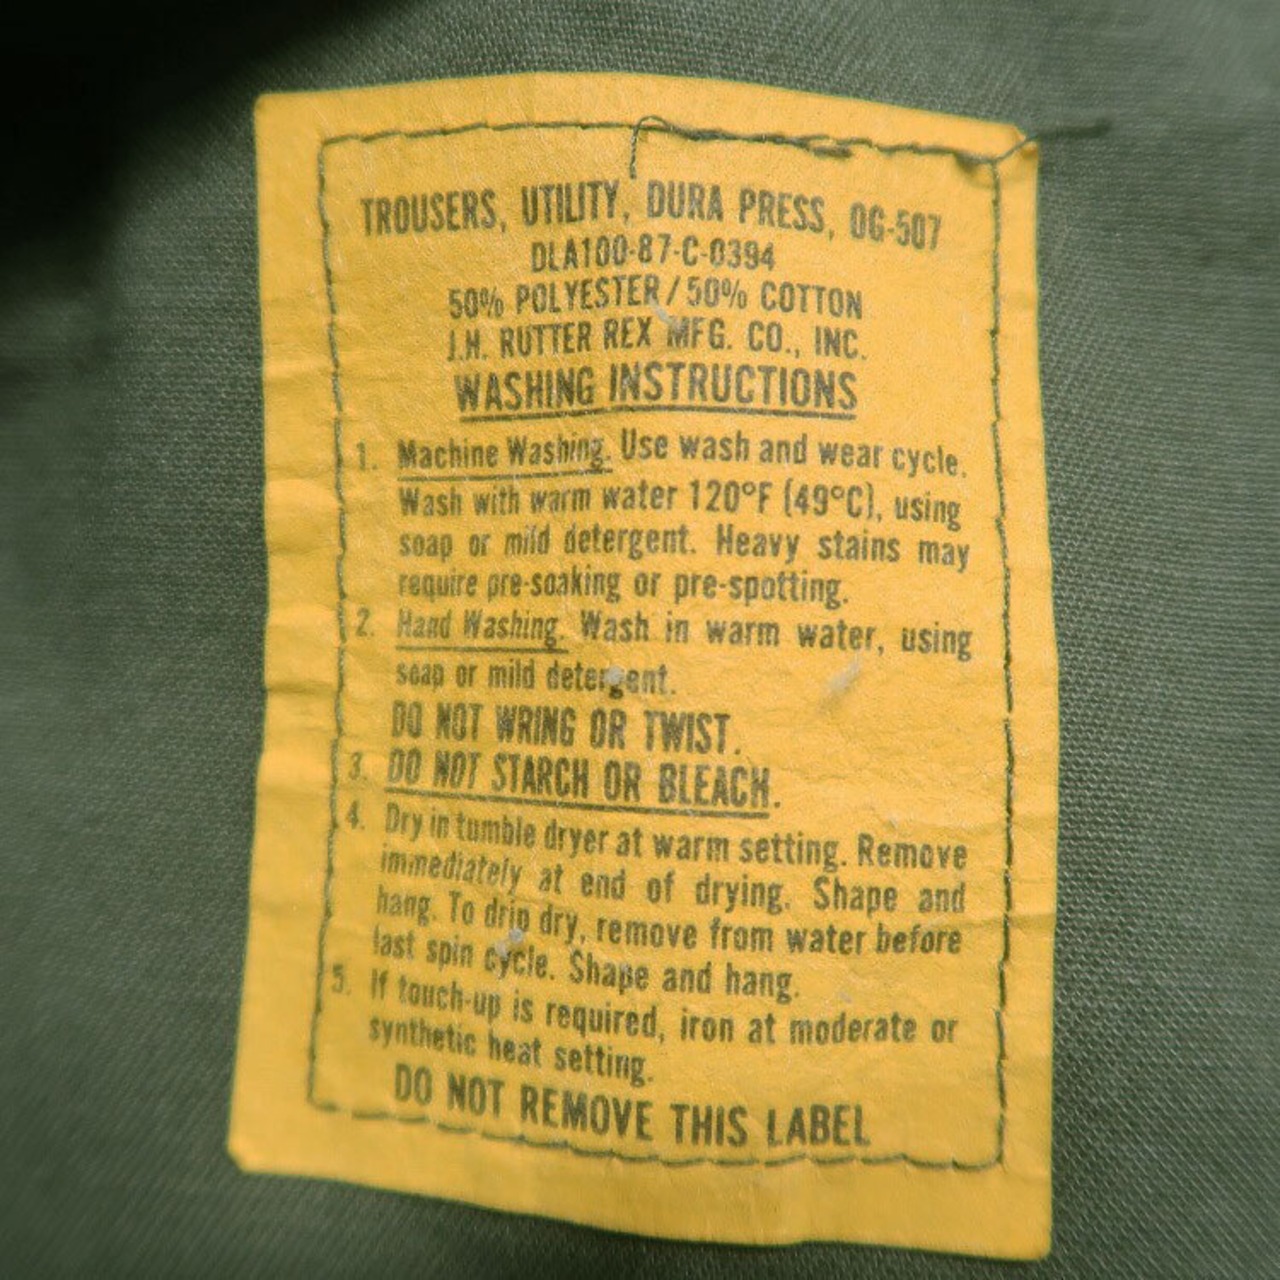 TROUSERS, UTILITY, DURA PRESS, OG-507
DLA100-87-C-0394
50% POLYESTER/50% COTTON
J.H. RUTTER REX MFG. CO., INC.
WASHING INSTRUCTIONS
1. Machine Washing. Use wash and wear cycle.
Wash with warm water 120°F (49°C), using
soap or mild detergent. Heavy stains may
require pre-soaking or pre-spotting.
2. Hand Washing. Wash in warm water, using
soap or mild detergent.
DO NOT WRING OR TWIST.
3. DO NOT STARCH OR BLEACH.
4. Dry in tumble dryer at warm setting. Remove
immediately at end of drying. Shape and
hang. To drip dry, remove from water before
last spin cycle. Shape and hang.
5. If touch-up is required, iron at moderate or
synthetic heat setting.
DO NOT REMOVE THIS LABEL